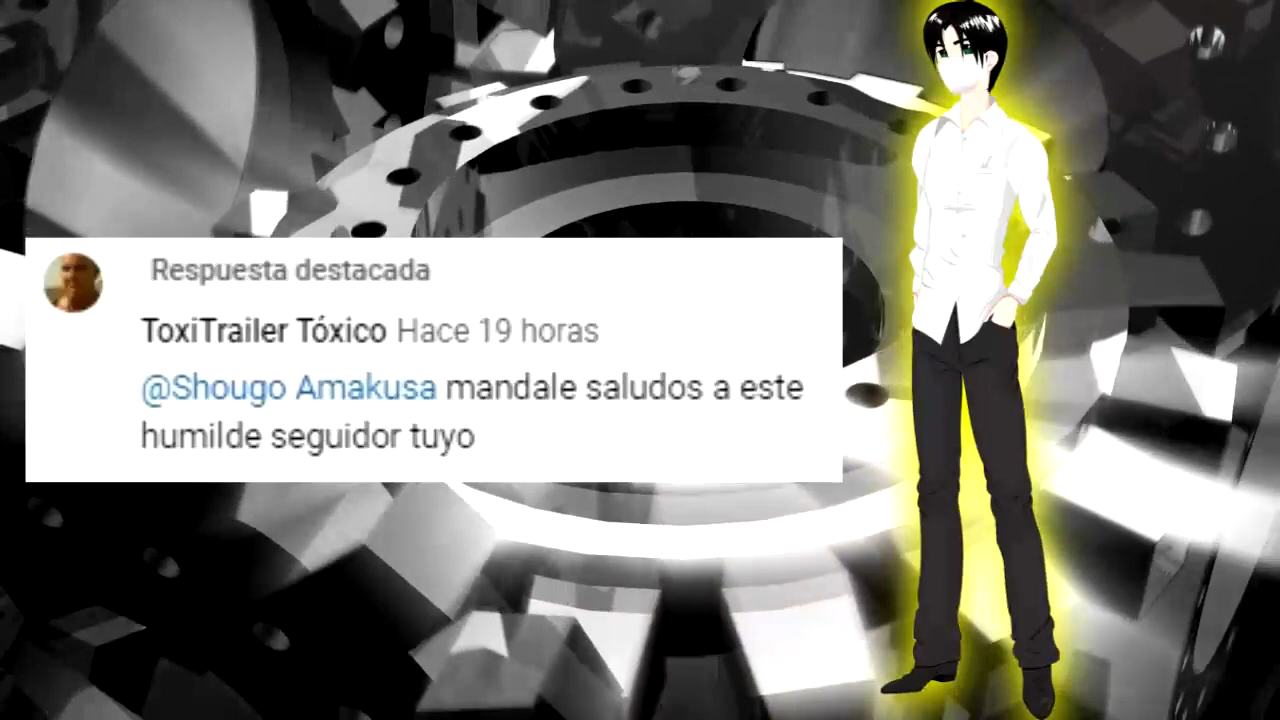 Respuesta destacada
ToxiTrailer Tóxico Hace 19 horas
@Shougo Amakusa mandale saludos a este
humilde seguidor tuyo